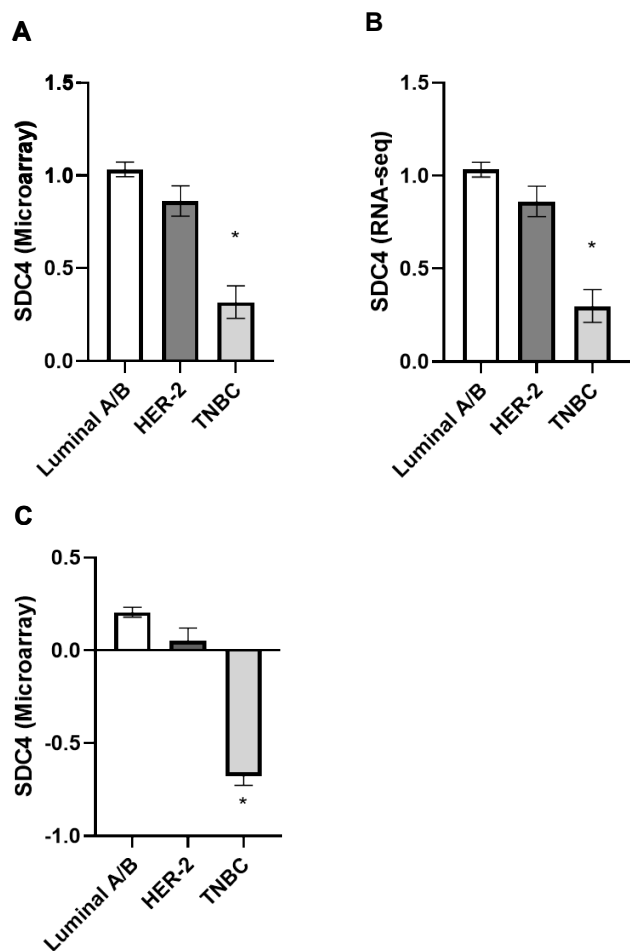 A
SDC4 (Microarray)
1.5
1.0
0.5
0.0
Luminal A/B
HER-2
TNBC
*
B
SDC4 (RNA-seq)
1.5
1.0
0.5
0.0
Luminal A/B
HER-2
TNBC
*
C
SDC4 (Microarray)
0.5
0.0
-0.5
-1.0
Luminal A/B
HER-2
TNBC
*